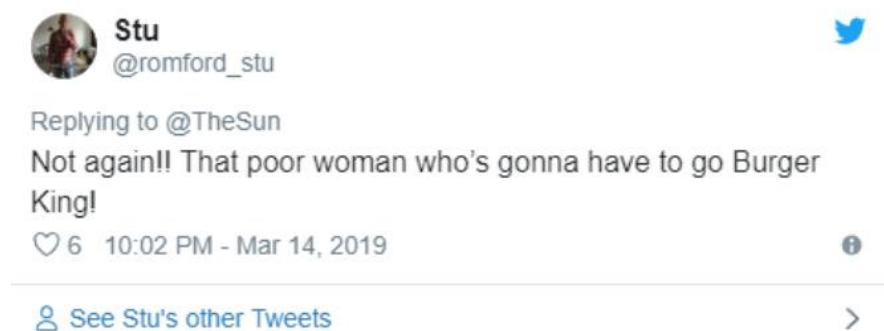 Stu
@romford_stu
Replying to @TheSun
Not again!! That poor woman who's gonna have to go Burger
King!
6 10:02 PM - Mar 14, 2019
See Stu's other Tweets